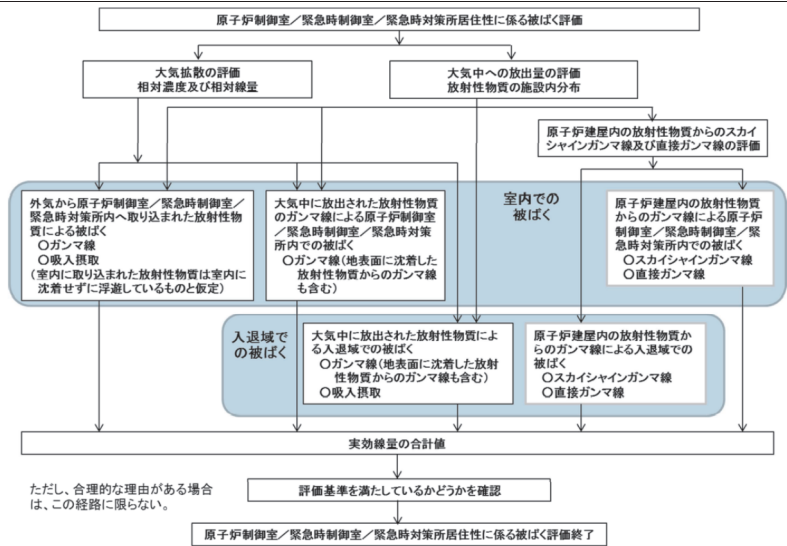 原子炉制御室／緊急時制御室／緊急時対策所居住性に係る被ばく評価
大気拡散の評価
相対濃度及び相対線量
大気中への放出量の評価
放射性物質の施設内分布
原子炉建屋内の放射性物質からのスカイ
シャインガンマ線及び直接ガンマ線の評価
室内での
被ばく
外気から原子炉制御室／緊急時制御室／
緊急時対策所内へ取り込まれた放射性物
質による被ばく
〇ガンマ線
〇吸入摂取
(室内に取り込まれた放射性物質は室内に
沈着せずに浮遊しているものと仮定)
大気中に放出された放射性物質
のガンマ線による原子炉制御室
／緊急時制御室／緊急時対策
所内での被ばく
〇ガンマ線(地表面に沈着した
放射性物質からのガンマ線
も含む)
原子炉建屋内の放射性物質
からのガンマ線による原子炉
制御室／緊急時制御室／緊
急時対策所内での被ばく
〇スカイシャインガンマ線
〇直接ガンマ線
入退域で
の被ばく
大気中に放出された放射性物質によ
る入退域での被ばく
〇ガンマ線(地表面に沈着した放射
性物質からのガンマ線も含む)
〇吸入摂取
原子炉建屋内の放射性物質か
らのガンマ線による入退域での
被ばく
〇スカイシャインガンマ線
〇直接ガンマ線
実効線量の合計値
ただし、合理的な理由がある場合
は、この経路に限らない。
評価基準を満たしているかどうかを確認
原子炉制御室／緊急時制御室／緊急時対策所居住性に係る被ばく評価終了